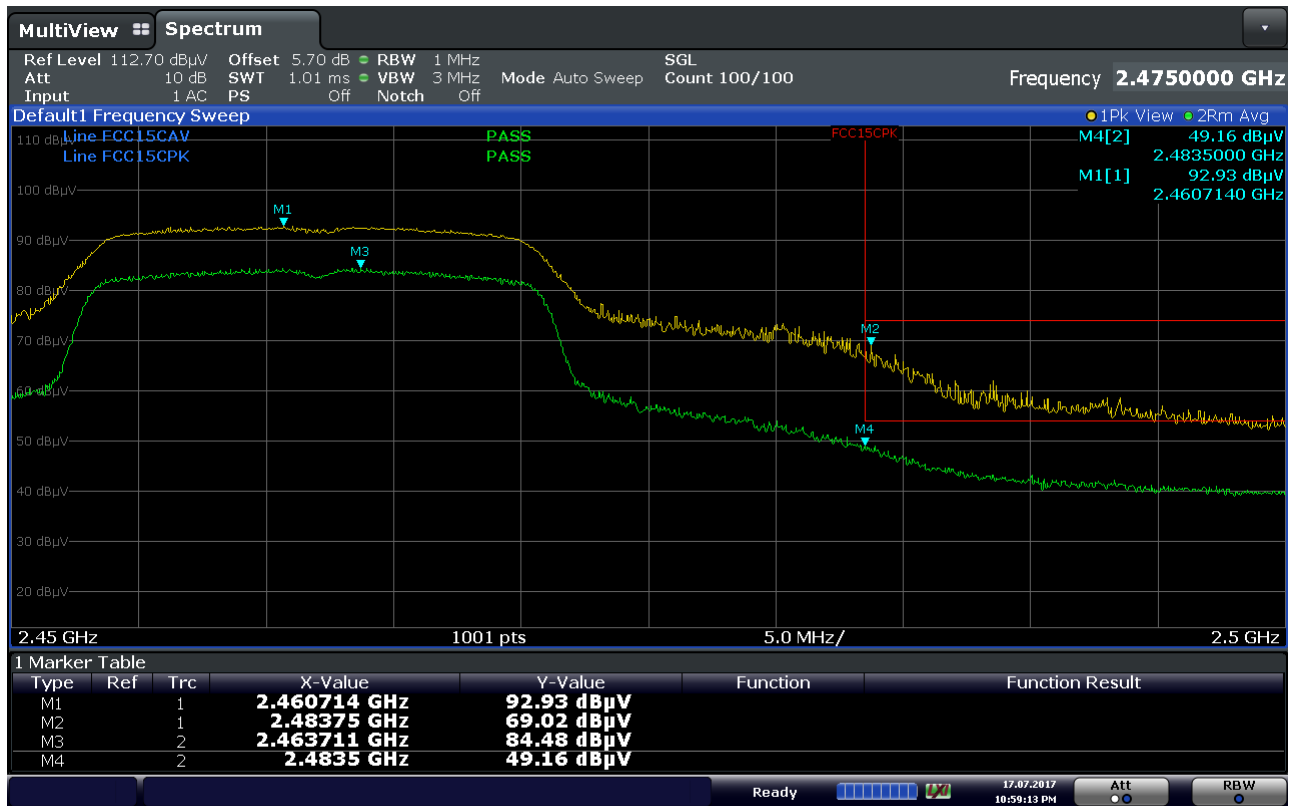 MultiView Spectrum
Ref Level 112.70 dBµV Offset 5.70 dB RBW 1 MHz SGL
Att 10 dB SWT 1.01 ms VBW 3 MHz Mode Auto Sweep Count 100/100 Frequency 2.4750000 GHz
Input 1 AC PS Off Notch Off
Default1 Frequency Sweep 1Pk View 2Rm Avg
110 dBµV Line FCC15CAV PASS FCC15CPK M4[2] 49.16 dBµV
2.4835000 GHz
Line FCC15CPK PASS
M1[1] 92.93 dBµV
2.4607140 GHz
100 dBµV
M1
90 dBµV
M3
80 dBµV
M2
70 dBµV
60 dBµV
M4
50 dBµV
40 dBµV
30 dBµV
20 dBµV
2.45 GHz 1001 pts 5.0 MHz/ 2.5 GHz
1 Marker Table
Type Ref Trc X-Value Y-Value Function Function Result
M1 1 2.460714 GHz 92.93 dBµV
M2 1 2.48375 GHz 69.02 dBµV
M3 2 2.463711 GHz 84.48 dBµV
M4 2 2.4835 GHz 49.16 dBµV
Ready LXI 17.07.2017 Att RBW
10:59:13 PM